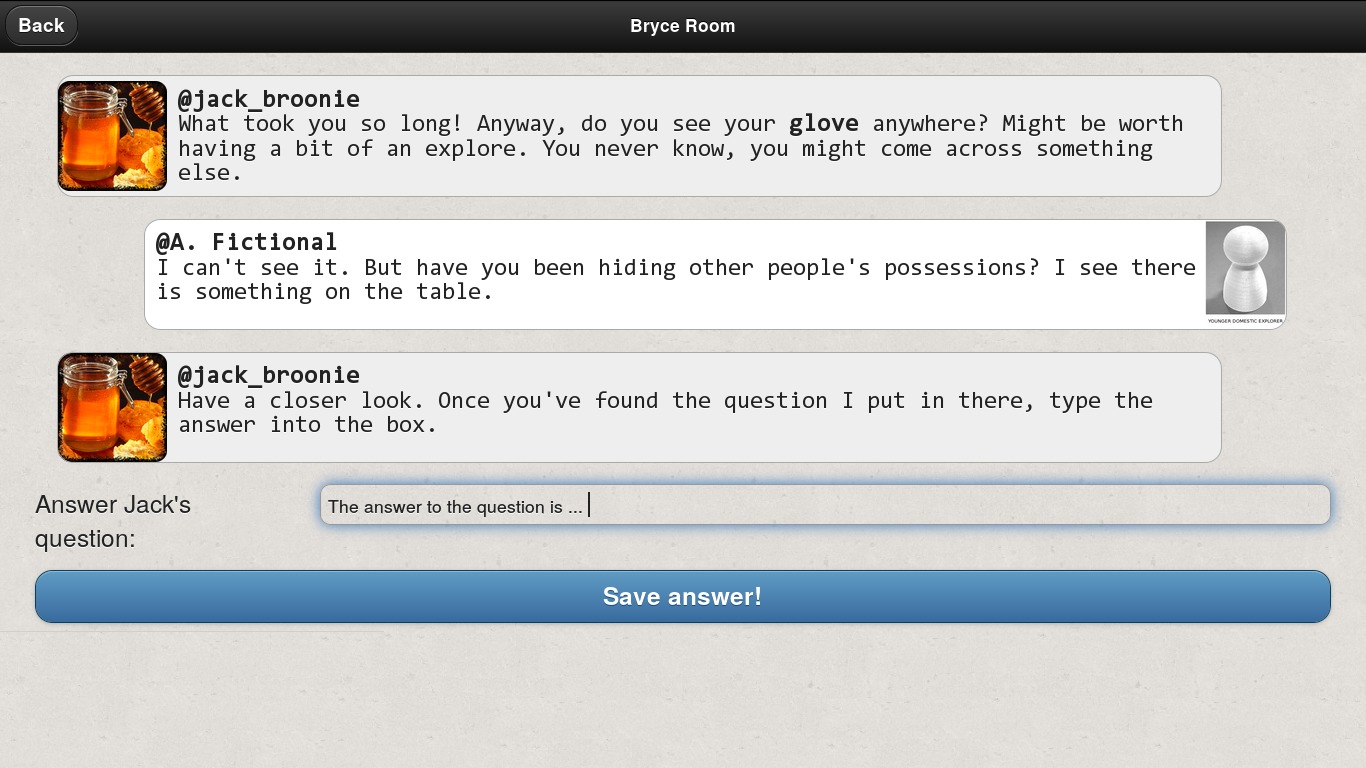 Back
Bryce Room
@jack_broonie
What took you so long! Anyway, do you see your glove anywhere? Might be worth
having a bit of an explore. You never know, you might come across something
else.
@A. Fictional
I can't see it. But have you been hiding other people's possessions? I see there
is something on the table.
YOUNGER DOMESTIC EXPLORER
@jack_broonie
Have a closer look. Once you've found the question I put in there, type the
answer into the box.
Answer Jack's
question:
The answer to the question is ...
Save answer!